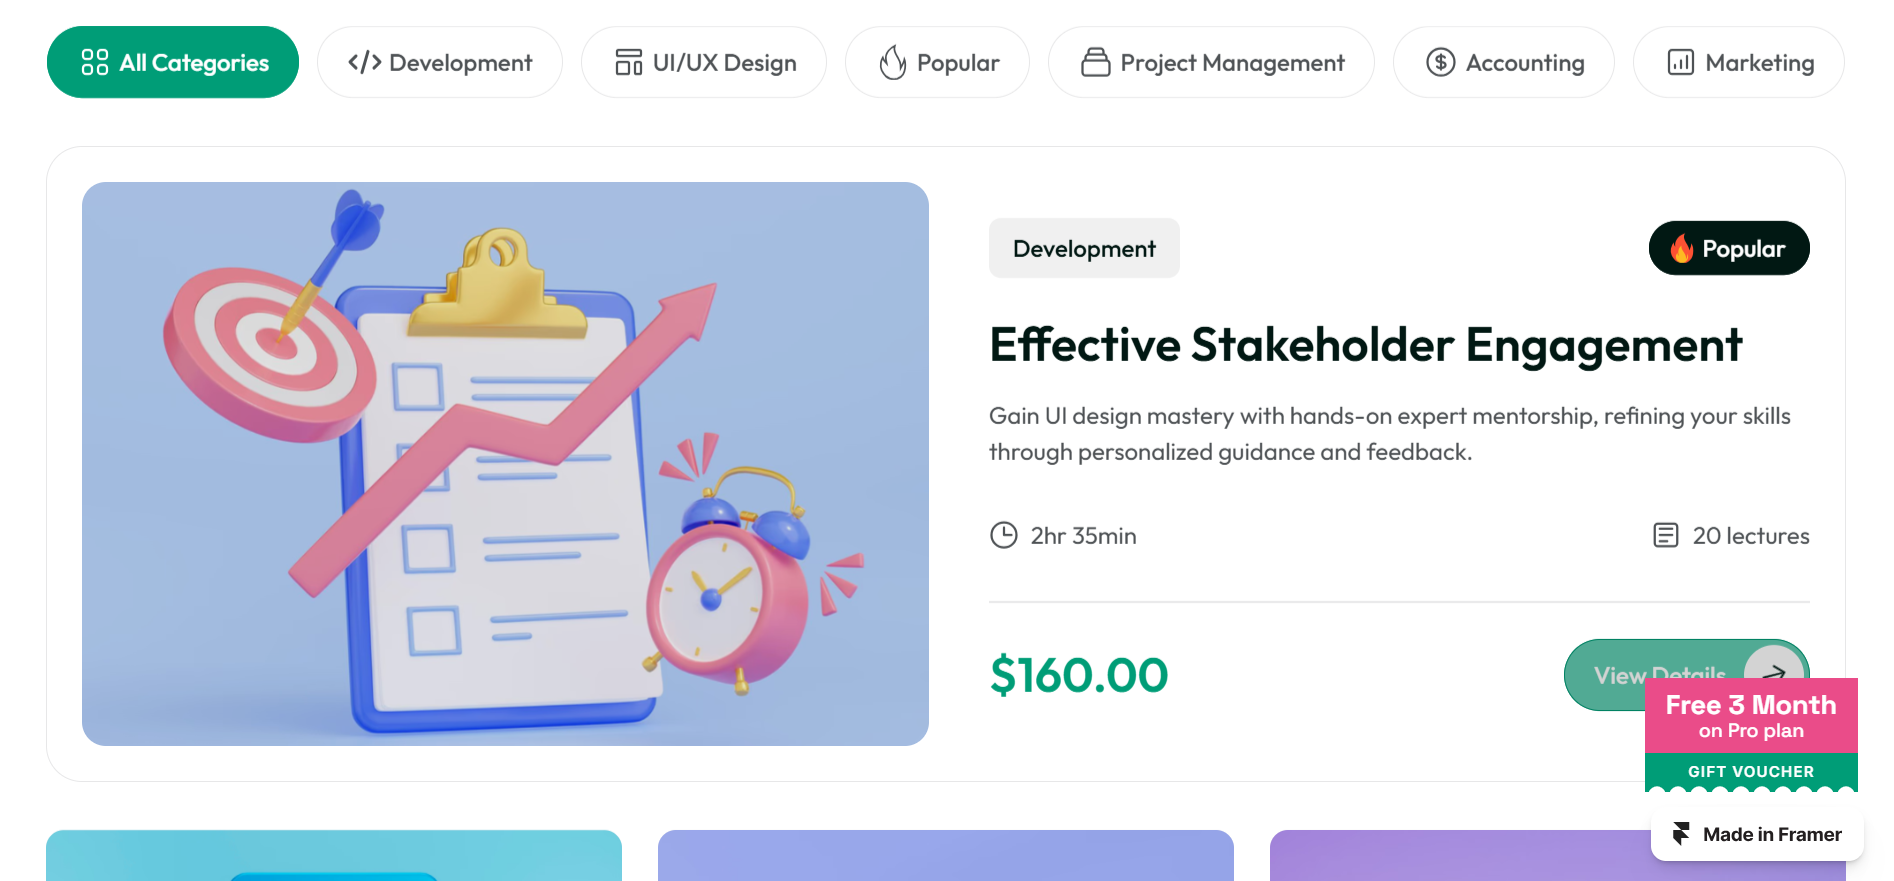 All Categories
Development
UI/UX Design
Popular
Project Management
Accounting
Marketing
Development
Popular
Effective Stakeholder Engagement
Gain UI design mastery with hands-on expert mentorship, refining your skills
through personalized guidance and feedback.
2hr 35min
20 lectures
$160.00
View Details
Free 3 Month
on Pro plan
GIFT VOUCHER
Made in Framer